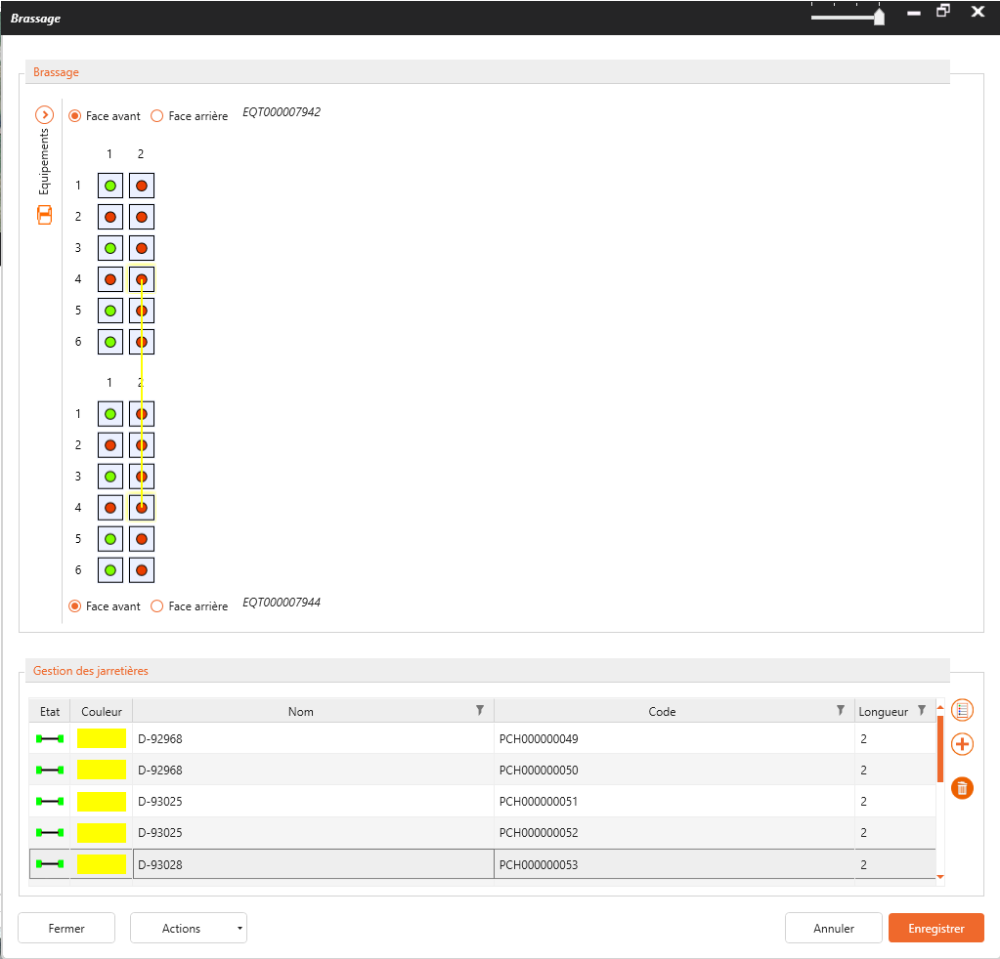 Brassage
Brassage
Equipements
Face avant Face arrière EQT000007942
1 2
1
2
3
4
5
6
1 2
1
2
3
4
5
6
Face avant Face arrière EQT000007944
Gestion des jarretières
Etat Couleur Nom Code Longueur
D-92968 PCH000000049 2
D-92968 PCH000000050 2
D-93025 PCH000000051 2
D-93025 PCH000000052 2
D-93028 PCH000000053 2
Fermer Actions Annuler Enregistrer